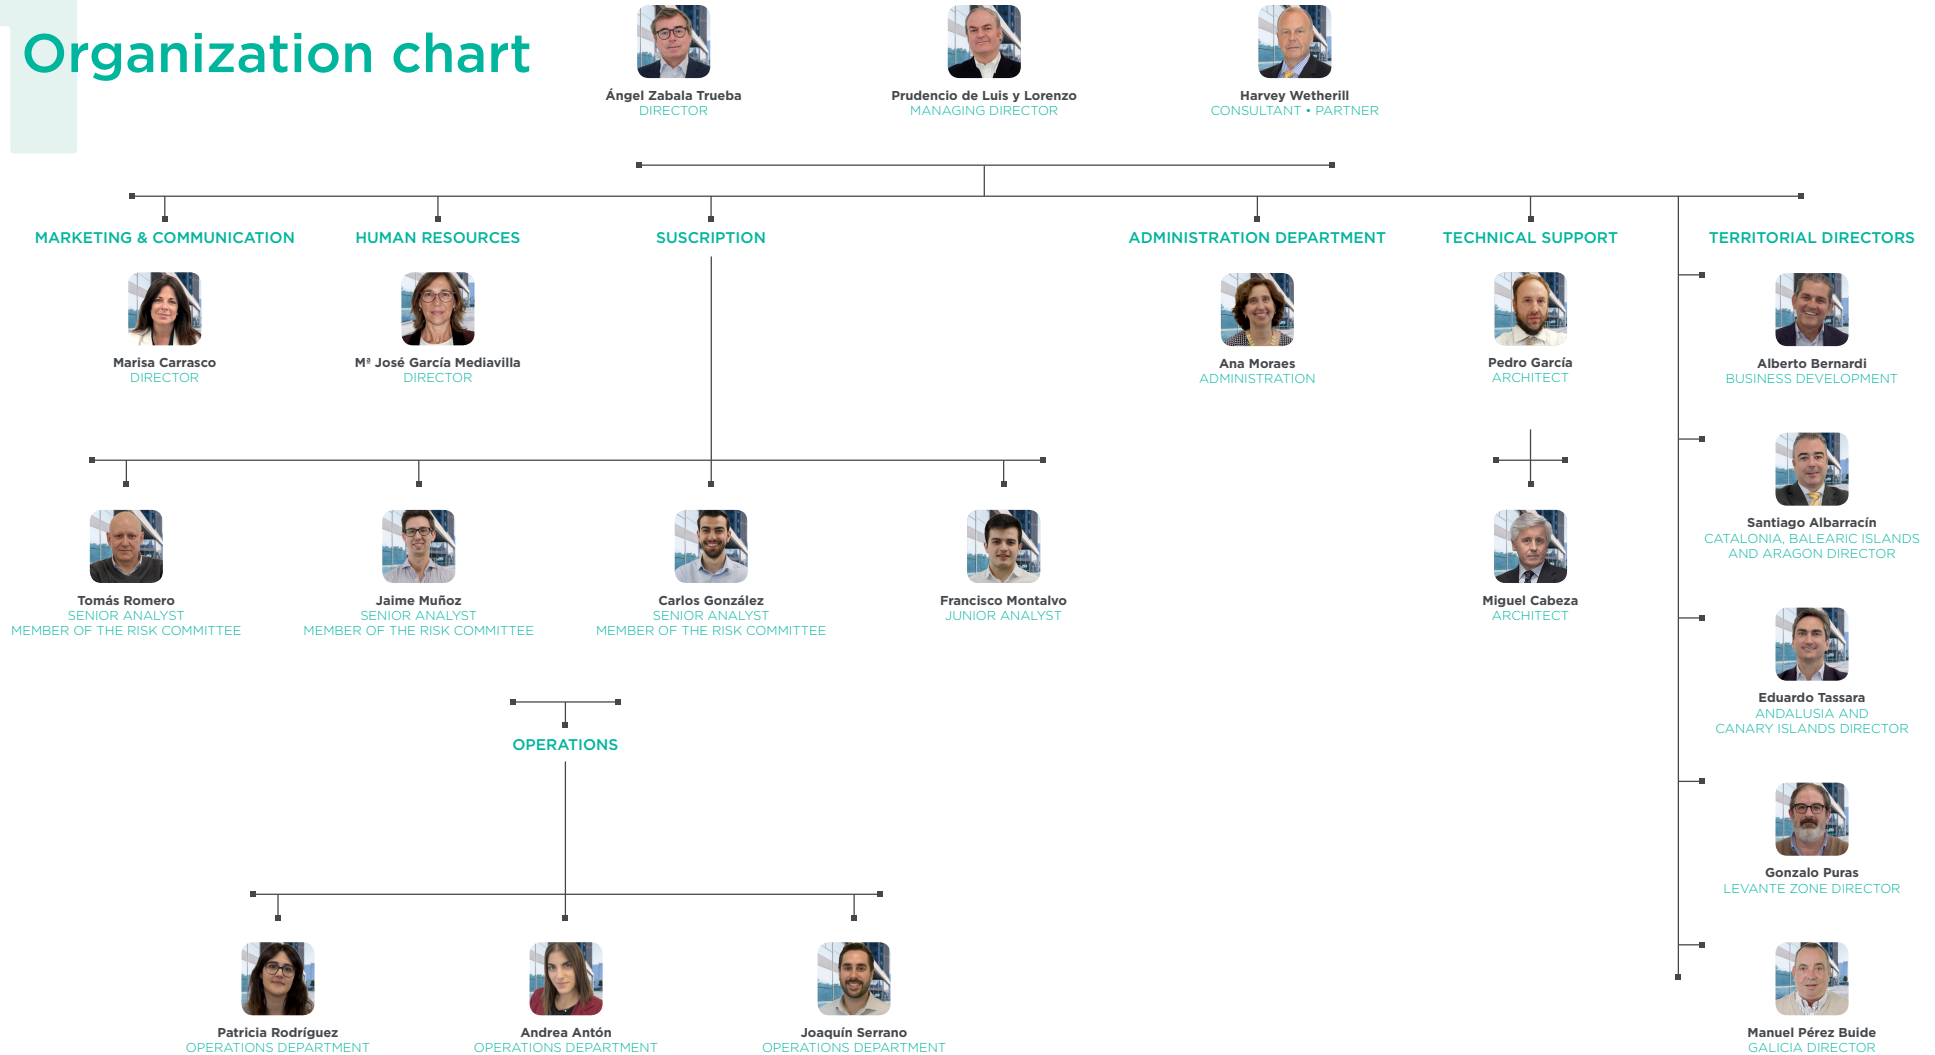 Organization chart
Ángel Zabala Trueba
DIRECTOR
Prudencio de Luis y Lorenzo
MANAGING DIRECTOR
Harvey Wetherill
CONSULTANT • PARTNER
MARKETING & COMMUNICATION
HUMAN RESOURCES
SUSCRIPTION
ADMINISTRATION DEPARTMENT
TECHNICAL SUPPORT
TERRITORIAL DIRECTORS
Marisa Carrasco
DIRECTOR
Mª José García Mediavilla
DIRECTOR
Ana Moraes
ADMINISTRATION
Pedro García
ARCHITECT
Alberto Bernardi
BUSINESS DEVELOPMENT
Santiago Albarracín
CATALONIA, BALEARIC ISLANDS
AND ARAGON DIRECTOR
Tomás Romero
SENIOR ANALYST
MEMBER OF THE RISK COMMITTEE
Jaime Muñoz
SENIOR ANALYST
MEMBER OF THE RISK COMMITTEE
Carlos González
SENIOR ANALYST
MEMBER OF THE RISK COMMITTEE
Francisco Montalvo
JUNIOR ANALYST
Miguel Cabeza
ARCHITECT
Eduardo Tassara
ANDALUSIA AND
CANARY ISLANDS DIRECTOR
OPERATIONS
Gonzalo Puras
LEVANTE ZONE DIRECTOR
Patricia Rodríguez
OPERATIONS DEPARTMENT
Andrea Antón
OPERATIONS DEPARTMENT
Joaquín Serrano
OPERATIONS DEPARTMENT
Manuel Pérez Buide
GALICIA DIRECTOR